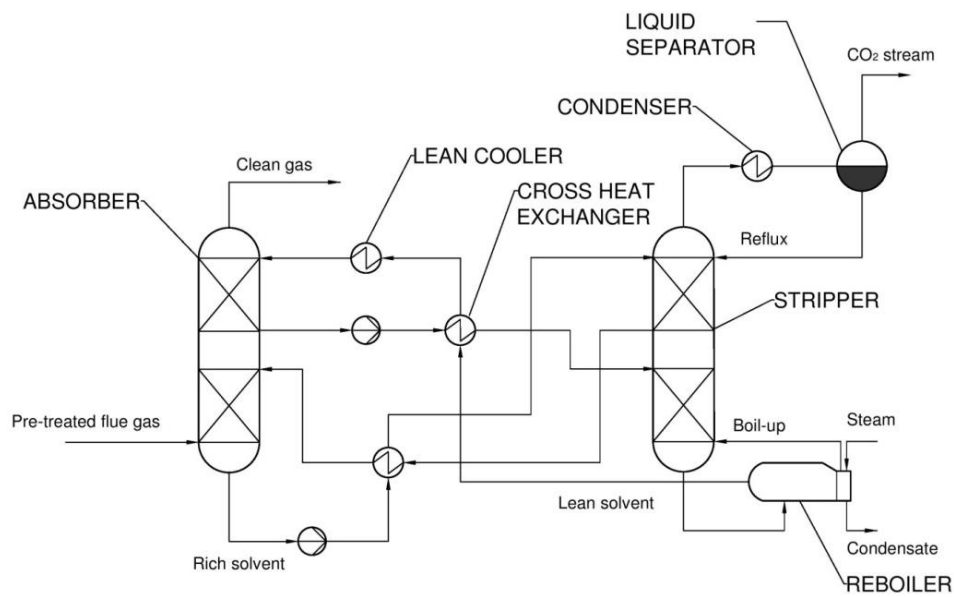 LIQUID
SEPARATOR
CO₂ stream
CONDENSER
Clean gas
LEAN COOLER
ABSORBER
CROSS HEAT
EXCHANGER
Reflux
STRIPPER
Pre-treated flue gas
Boil-up
Steam
Lean solvent
Rich solvent
Condensate
REBOILER